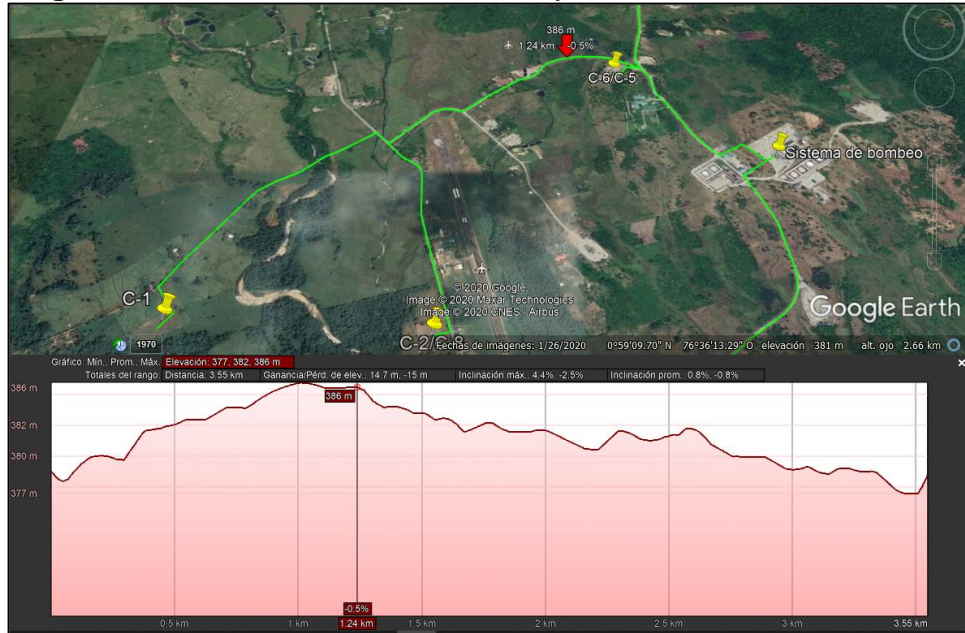 386 m
1.24 km -0.5%
C-6/C-5
Sistema de bombeo
C-1
© 2020 Google
Image © 2020 Maxar Technologies
Image © 2020 CNES / Airbus
Google Earth
C-2/C-8
1970
Fechas de imágenes: 1/26/2020 0°59'09.70" N 76°36'13.29" O elevación 381 m alt. ojo 2.66 km
Gráfico: Mín., Prom., Máx. Elevación: 377, 382, 386 m
Totales del rango: Distancia: 3.55 km Ganancia/Pérd. de elev.: 14.7 m, -15 m Inclinación máx.: 4.4%, -2.5% Inclinación prom.: 0.8%, -0.8%
386 m
386 m
382 m
380 m
377 m
-0.5%
0.5 km 1 km 1.24 km 1.5 km 2 km 2.5 km 3 km 3.55 km